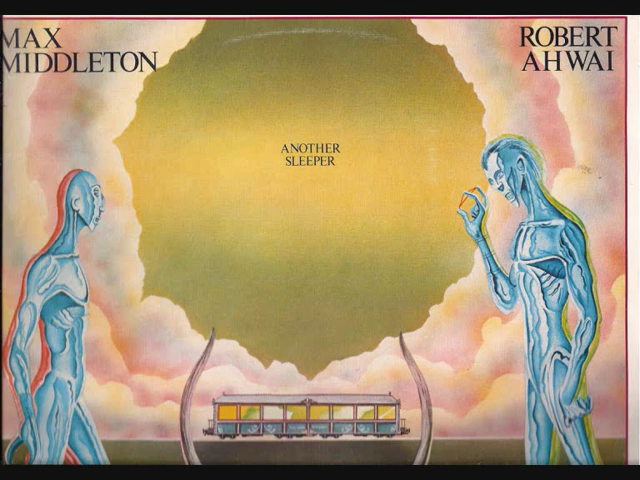 MAX
MIDDLETON
ROBERT
AHWAI
ANOTHER
SLEEPER